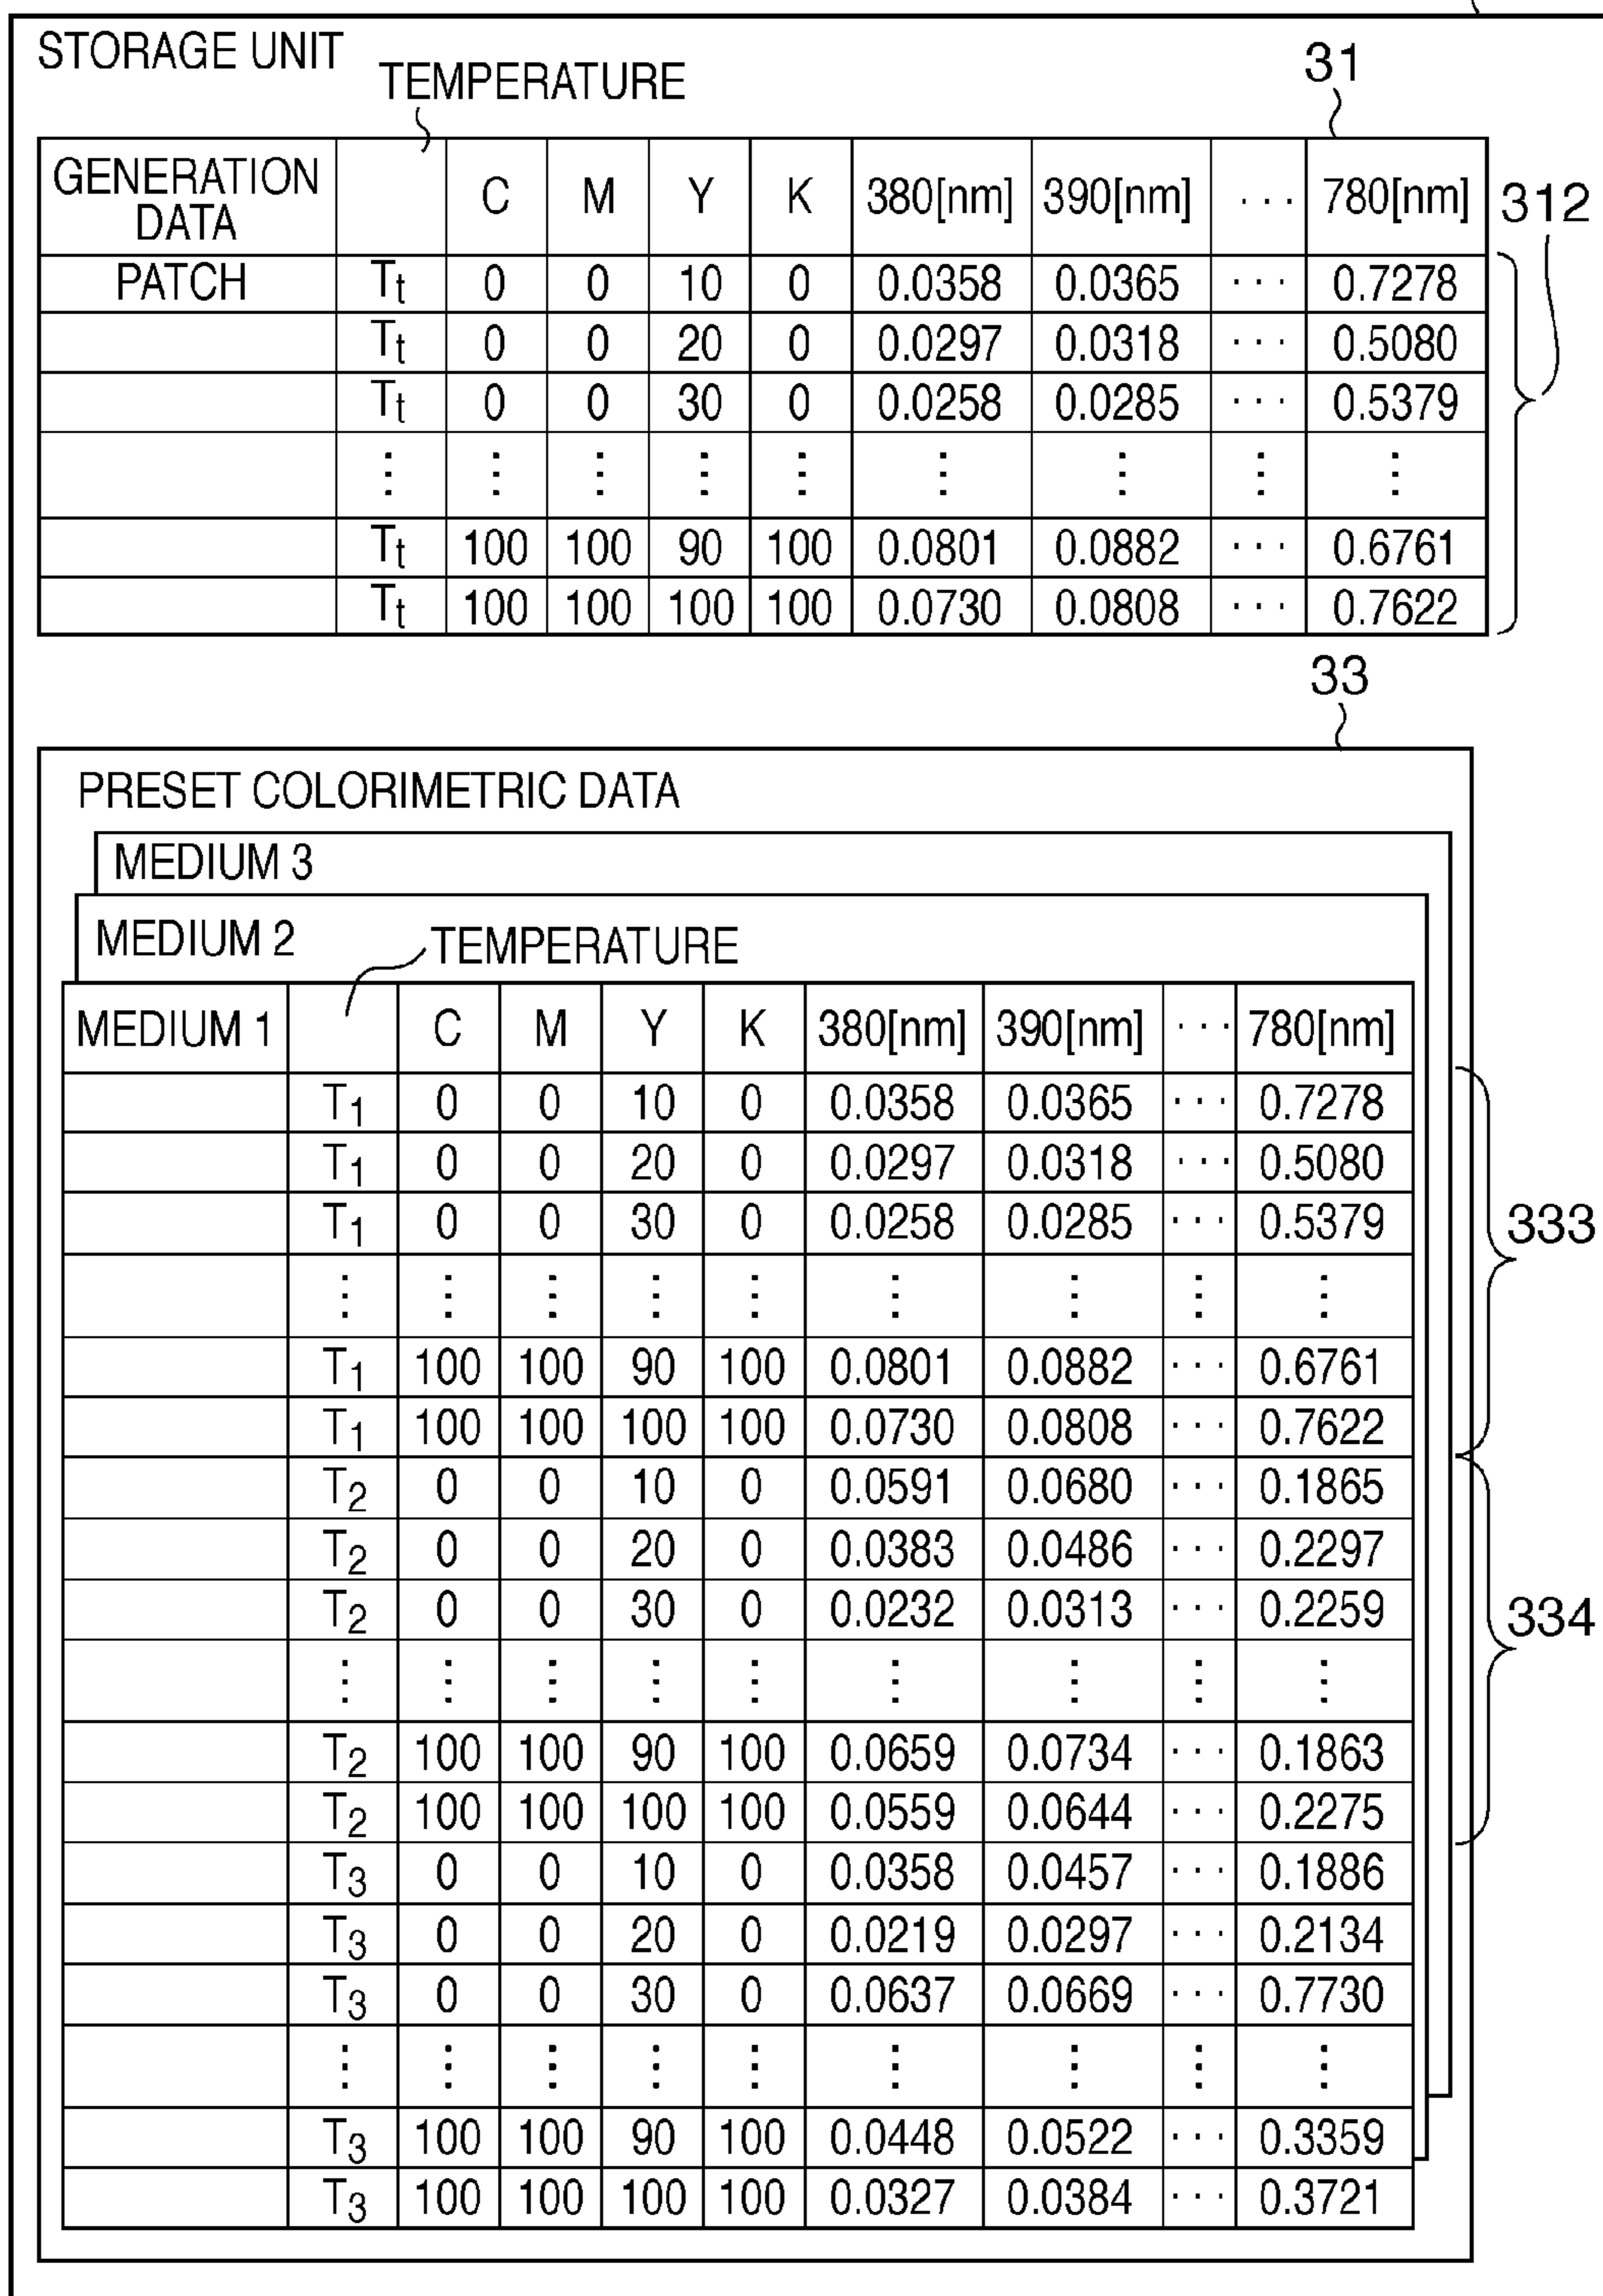 STORAGE UNIT
TEMPERATURE
31
GENERATION DATA C M Y K 380[nm] 390[nm] ··· 780[nm]
312
PATCH Tt 0 0 10 0 0.0358 0.0365 ··· 0.7278
Tt 0 0 20 0 0.0297 0.0318 ··· 0.5080
Tt 0 0 30 0 0.0258 0.0285 ··· 0.5379
⋮ ⋮ ⋮ ⋮ ⋮ ⋮ ⋮ ⋮ ⋮
Tt 100 100 90 100 0.0801 0.0882 ··· 0.6761
Tt 100 100 100 100 0.0730 0.0808 ··· 0.7622
33
PRESET COLORIMETRIC DATA
MEDIUM 3
MEDIUM 2
TEMPERATURE
MEDIUM 1 C M Y K 380[nm] 390[nm] ··· 780[nm]
T1 0 0 10 0 0.0358 0.0365 ··· 0.7278
T1 0 0 20 0 0.0297 0.0318 ··· 0.5080
T1 0 0 30 0 0.0258 0.0285 ··· 0.5379
333
⋮ ⋮ ⋮ ⋮ ⋮ ⋮ ⋮ ⋮ ⋮
T1 100 100 90 100 0.0801 0.0882 ··· 0.6761
T1 100 100 100 100 0.0730 0.0808 ··· 0.7622
T2 0 0 10 0 0.0591 0.0680 ··· 0.1865
T2 0 0 20 0 0.0383 0.0486 ··· 0.2297
T2 0 0 30 0 0.0232 0.0313 ··· 0.2259
334
⋮ ⋮ ⋮ ⋮ ⋮ ⋮ ⋮ ⋮ ⋮
T2 100 100 90 100 0.0659 0.0734 ··· 0.1863
T2 100 100 100 100 0.0559 0.0644 ··· 0.2275
T3 0 0 10 0 0.0358 0.0457 ··· 0.1886
T3 0 0 20 0 0.0219 0.0297 ··· 0.2134
T3 0 0 30 0 0.0637 0.0669 ··· 0.7730
⋮ ⋮ ⋮ ⋮ ⋮ ⋮ ⋮ ⋮ ⋮
T3 100 100 90 100 0.0448 0.0522 ··· 0.3359
T3 100 100 100 100 0.0327 0.0384 ··· 0.3721